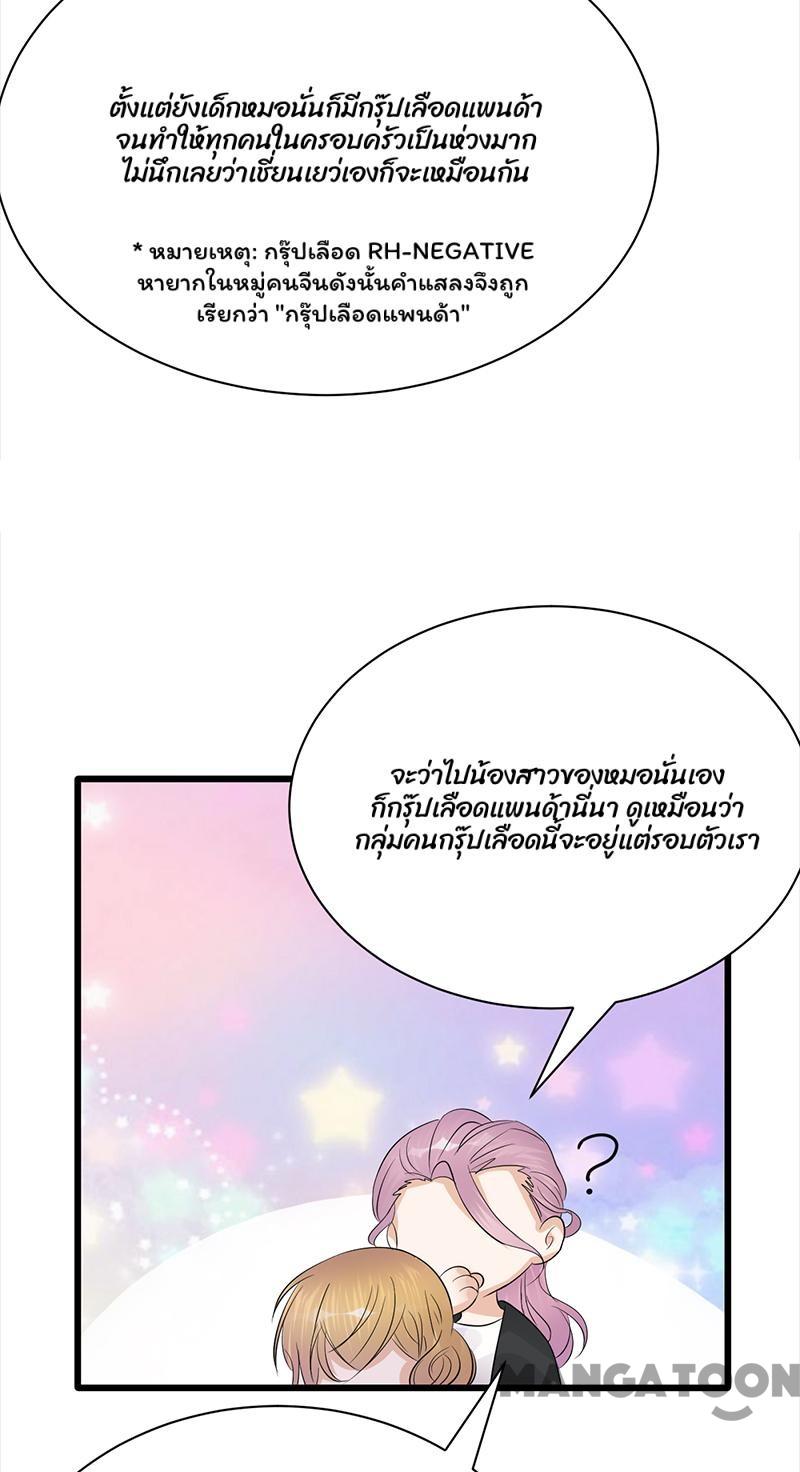 ตั้งแต่ยังเด็กหมอนั่นก็มีกรุ๊ปเลือดแพนด้า
จนทำให้ทุกคนในครอบครัวเป็นห่วงมาก
ไม่นึกเลยว่าเชี่ยนเยว่เองก็จะเหมือนกัน
* หมายเหตุ: กรรุ๊ปเลือด RH-NEGATIVE
หายากในหมู่คนจีนดังนั้นคำแสลงจึงถูก
เรียกว่า "กรุ๊ปเลือดแพนด้า"
จะว่าไปน้องสาวของหมอนั่นเอง
ก็กรุ๊ปเลือดแพนด้านี่นา ดูเหมือนว่า
กลุ่มคนกรุ๊ปเลือดนี้จะอยู่แต่รอบตัวเรา
?
MANGATOON